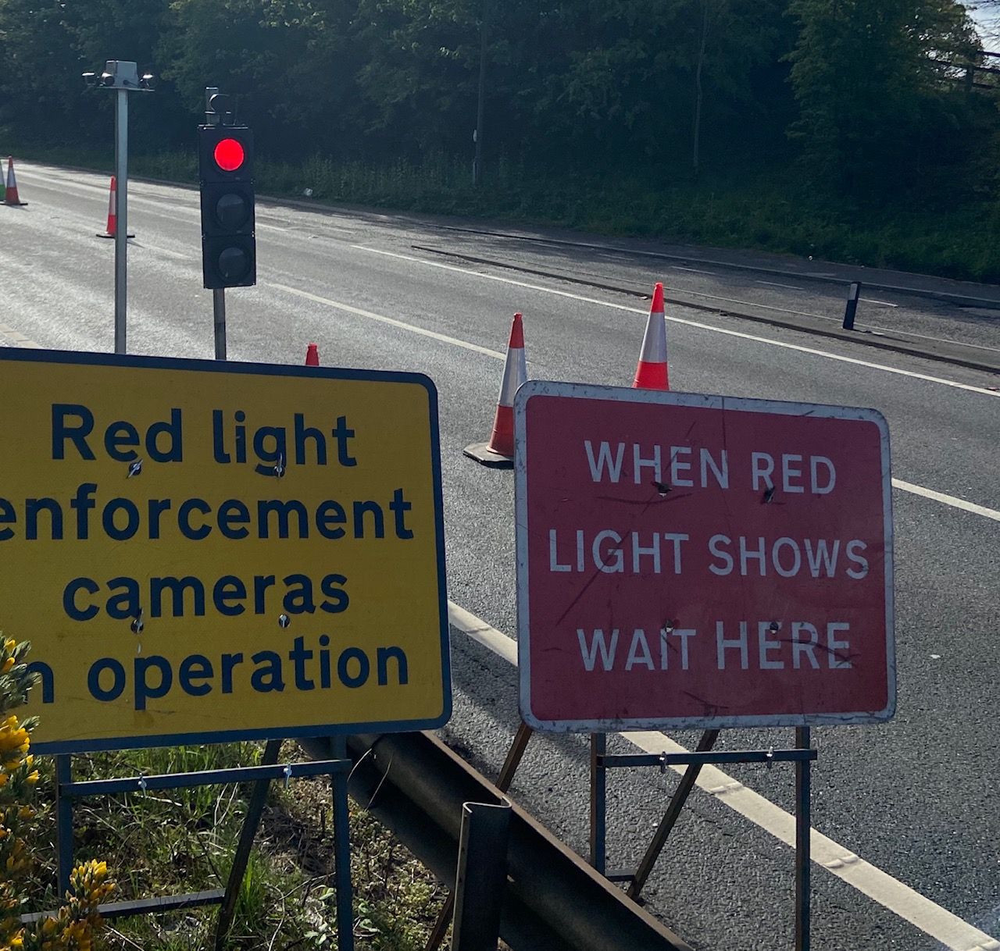 Red light
enforcement
cameras
n operation
WHEN RED
LIGHT SHOWS
WAIT HERE